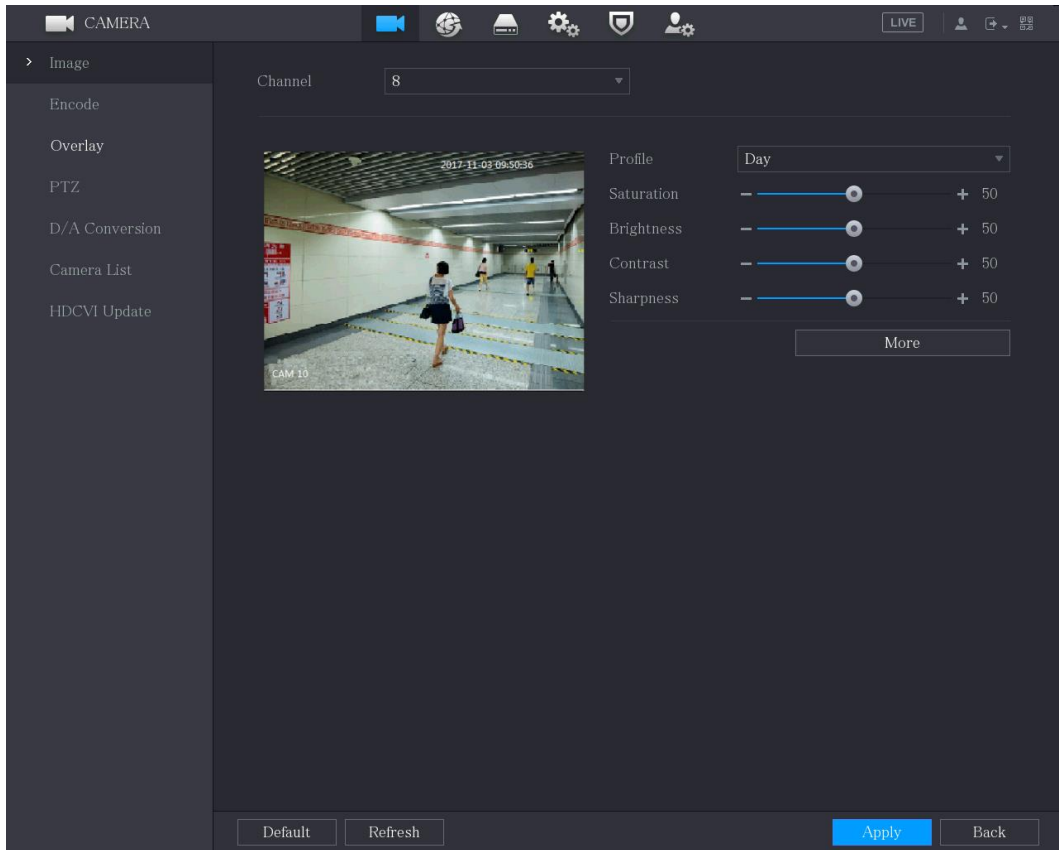 CAMERA
LIVE
Image
Encode
Overlay
PTZ
D/A Conversion
Camera List
HDCVI Update
Channel
8
2017-11-03 09:50:36
CAM 10
Profile
Day
Saturation
50
Brightness
50
Contrast
50
Sharpness
50
More
Default
Refresh
Apply
Back